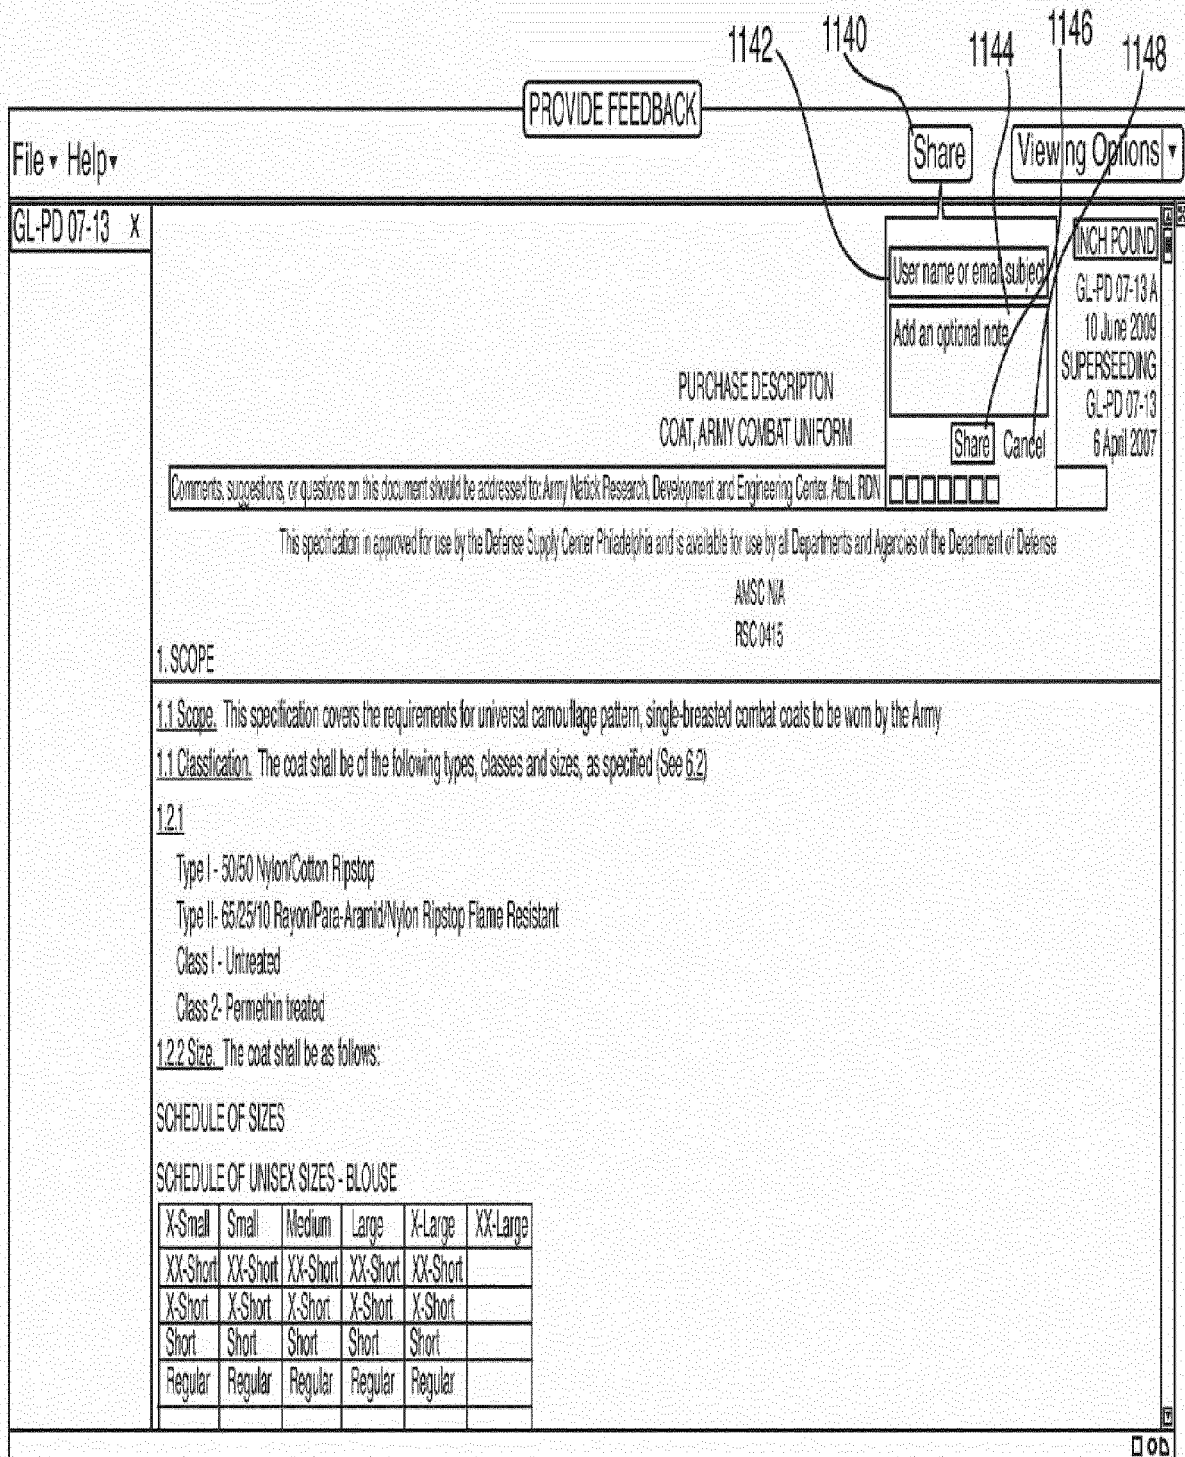 1142 1140 1144 1146 1148
PROVIDE FEEDBACK
File Help Share Viewing Options
GL-PD 07-13 X
User name or email subject
Add an optional note
Share Cancel
INCH POUND
GL-PD 07-13 A
10 June 2009
SUPERSEEDING
GL-PD 07-13
6 April 2007
PURCHASE DESCRIPTON
COAT, ARMY COMBAT UNIFORM
Comments, suggestions, or questions on this document should be addressed to: Army Natick Research, Development and Engineering Center. Attn: RDN
This specification in approved for use by the Defense Supply Center Philadelphia and is available for use by all Departments and Agencies of the Department of Defense
AMSC N/A
RSC 0415
1. SCOPE
1.1 Scope. This specification covers the requirements for universal camouflage pattern, single-breasted combat coats to be worn by the Army
1.1 Classfication. The coat shall be of the following types, classes and sizes, as specified (See 6.2)
1.2.1
Type I - 50/50 Nylon/Cotton Ripstop
Type II- 65/25/10 Rayon/Para-Aramid/Nylon Ripstop Flame Resistant
Class I - Untreated
Class 2- Permethin treated
1.2.2 Size. The coat shall be as follows:
SCHEDULE OF SIZES
SCHEDULE OF UNISEX SIZES - BLOUSE
X-Small Small Medium Large X-Large XX-Large
XX-Short XX-Short XX-Short XX-Short XX-Short
X-Short X-Short X-Short X-Short X-Short
Short Short Short Short Short
Regular Regular Regular Regular Regular